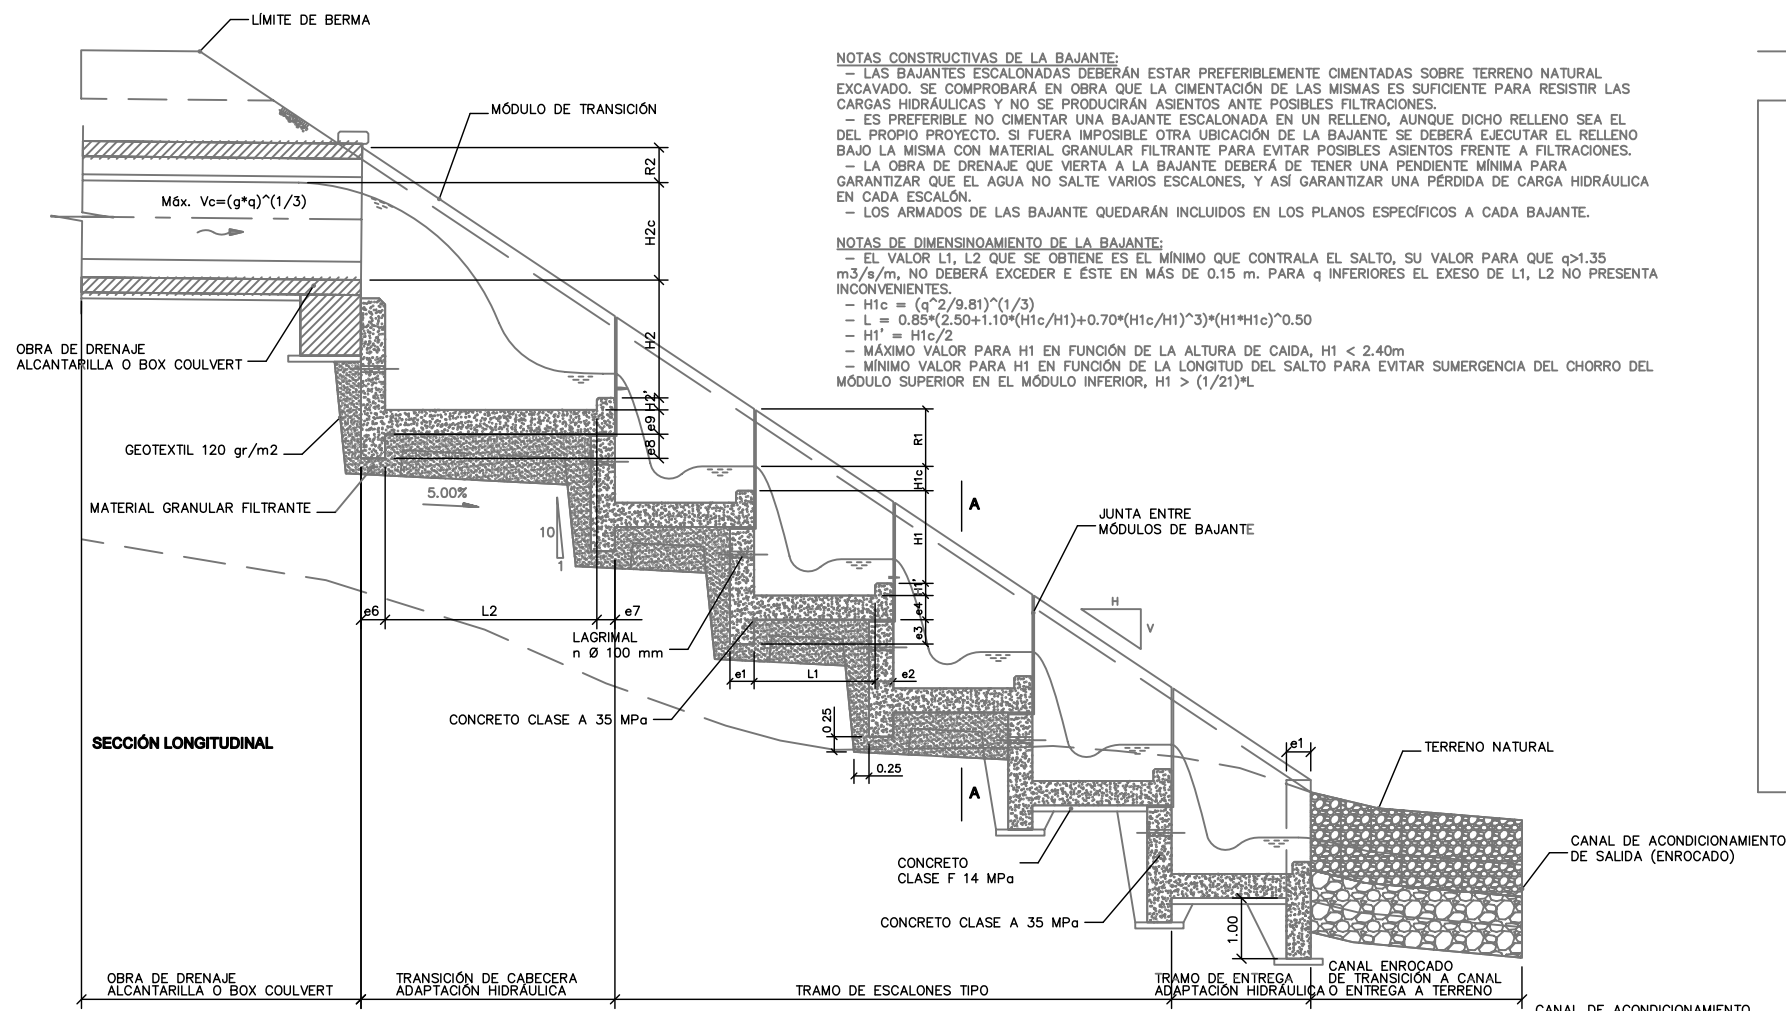 LÍMITE DE BERMA
MÓDULO DE TRANSICIÓN
NOTAS CONSTRUCTIVAS DE LA BAJANTE:
– LAS BAJANTES ESCALONADAS DEBERÁN ESTAR PREFERIBLEMENTE CIMENTADAS SOBRE TERRENO NATURAL
EXCAVADO. SE COMPROBARÁ EN OBRA QUE LA CIMENTACIÓN DE LAS MISMAS ES SUFICIENTE PARA RESISTIR LAS
CARGAS HIDRÁULICAS Y NO SE PRODUCIRÁN ASIENTOS ANTE POSIBLES FILTRACIONES.
– ES PREFERIBLE NO CIMENTAR UNA BAJANTE ESCALONADA EN UN RELLENO, AUNQUE DICHO RELLENO SEA EL
DEL PROPIO PROYECTO. SI FUERA IMPOSIBLE OTRA UBICACIÓN DE LA BAJANTE SE DEBERÁ EJECUTAR EL RELLENO
BAJO LA MISMA CON MATERIAL GRANULAR FILTRANTE PARA EVITAR POSIBLES ASIENTOS FRENTE A FILTRACIONES.
– LA OBRA DE DRENAJE QUE VIERTA A LA BAJANTE DEBERÁ DE TENER UNA PENDIENTE MÍNIMA PARA
GARANTIZAR QUE EL AGUA NO SALTE VARIOS ESCALONES, Y ASÍ GARANTIZAR UNA PÉRDIDA DE CARGA HIDRÁULICA
EN CADA ESCALÓN.
– LOS ARMADOS DE LAS BAJANTE QUEDARÁN INCLUIDOS EN LOS PLANOS ESPECÍFICOS A CADA BAJANTE.
NOTAS DE DIMENSINOAMIENTO DE LA BAJANTE:
– EL VALOR L1, L2 QUE SE OBTIENE ES EL MÍNIMO QUE CONTRALA EL SALTO, SU VALOR PARA QUE q>1.35
m3/s/m, NO DEBERÁ EXCEDER E ÉSTE EN MÁS DE 0.15 m. PARA q INFERIORES EL EXESO DE L1, L2 NO PRESENTA
INCONVENIENTES.
– H1c = (q^2/9.81)^(1/3)
– L = 0.85*(2.50+1.10*(H1c/H1)+0.70*(H1c/H1)^3)*(H1*H1c)^0.50
– H1' = H1c/2
– MÁXIMO VALOR PARA H1 EN FUNCIÓN DE LA ALTURA DE CAIDA, H1 < 2.40m
– MÍNIMO VALOR PARA H1 EN FUNCIÓN DE LA LONGITUD DEL SALTO PARA EVITAR SUMERGENCIA DEL CHORRO DEL
MÓDULO SUPERIOR EN EL MÓDULO INFERIOR, H1 > (1/21)*L
Máx. Vc=(g*q)^(1/3)
R2
H2c
H2
H2'
e9
e8
OBRA DE DRENAJE
ALCANTARILLA O BOX COULVERT
GEOTEXTIL 120 gr/m2
MATERIAL GRANULAR FILTRANTE
5.00%
10
1
R1
H1c
H1
H1'
e4
e3
A
JUNTA ENTRE
MÓDULOS DE BAJANTE
H
V
e6
L2
e7
LAGRIMAL
n Ø 100 mm
e1
L1
e2
CONCRETO CLASE A 35 MPa
0.25
0.25
SECCIÓN LONGITUDINAL
A
e1
TERRENO NATURAL
CANAL DE ACONDICIONAMIENTO
DE SALIDA (ENROCADO)
CONCRETO
CLASE F 14 MPa
CONCRETO CLASE A 35 MPa
1.00
OBRA DE DRENAJE
ALCANTARILLA O BOX COULVERT
TRANSICIÓN DE CABECERA
ADAPTACIÓN HIDRÁULICA
TRAMO DE ESCALONES TIPO
TRAMO DE ENTREGA
ADAPTACIÓN HIDRÁULICA
CANAL ENROCADO
DE TRANSICIÓN A CANAL
O ENTREGA A TERRENO
CANAL DE ACONDICIONAMIENTO